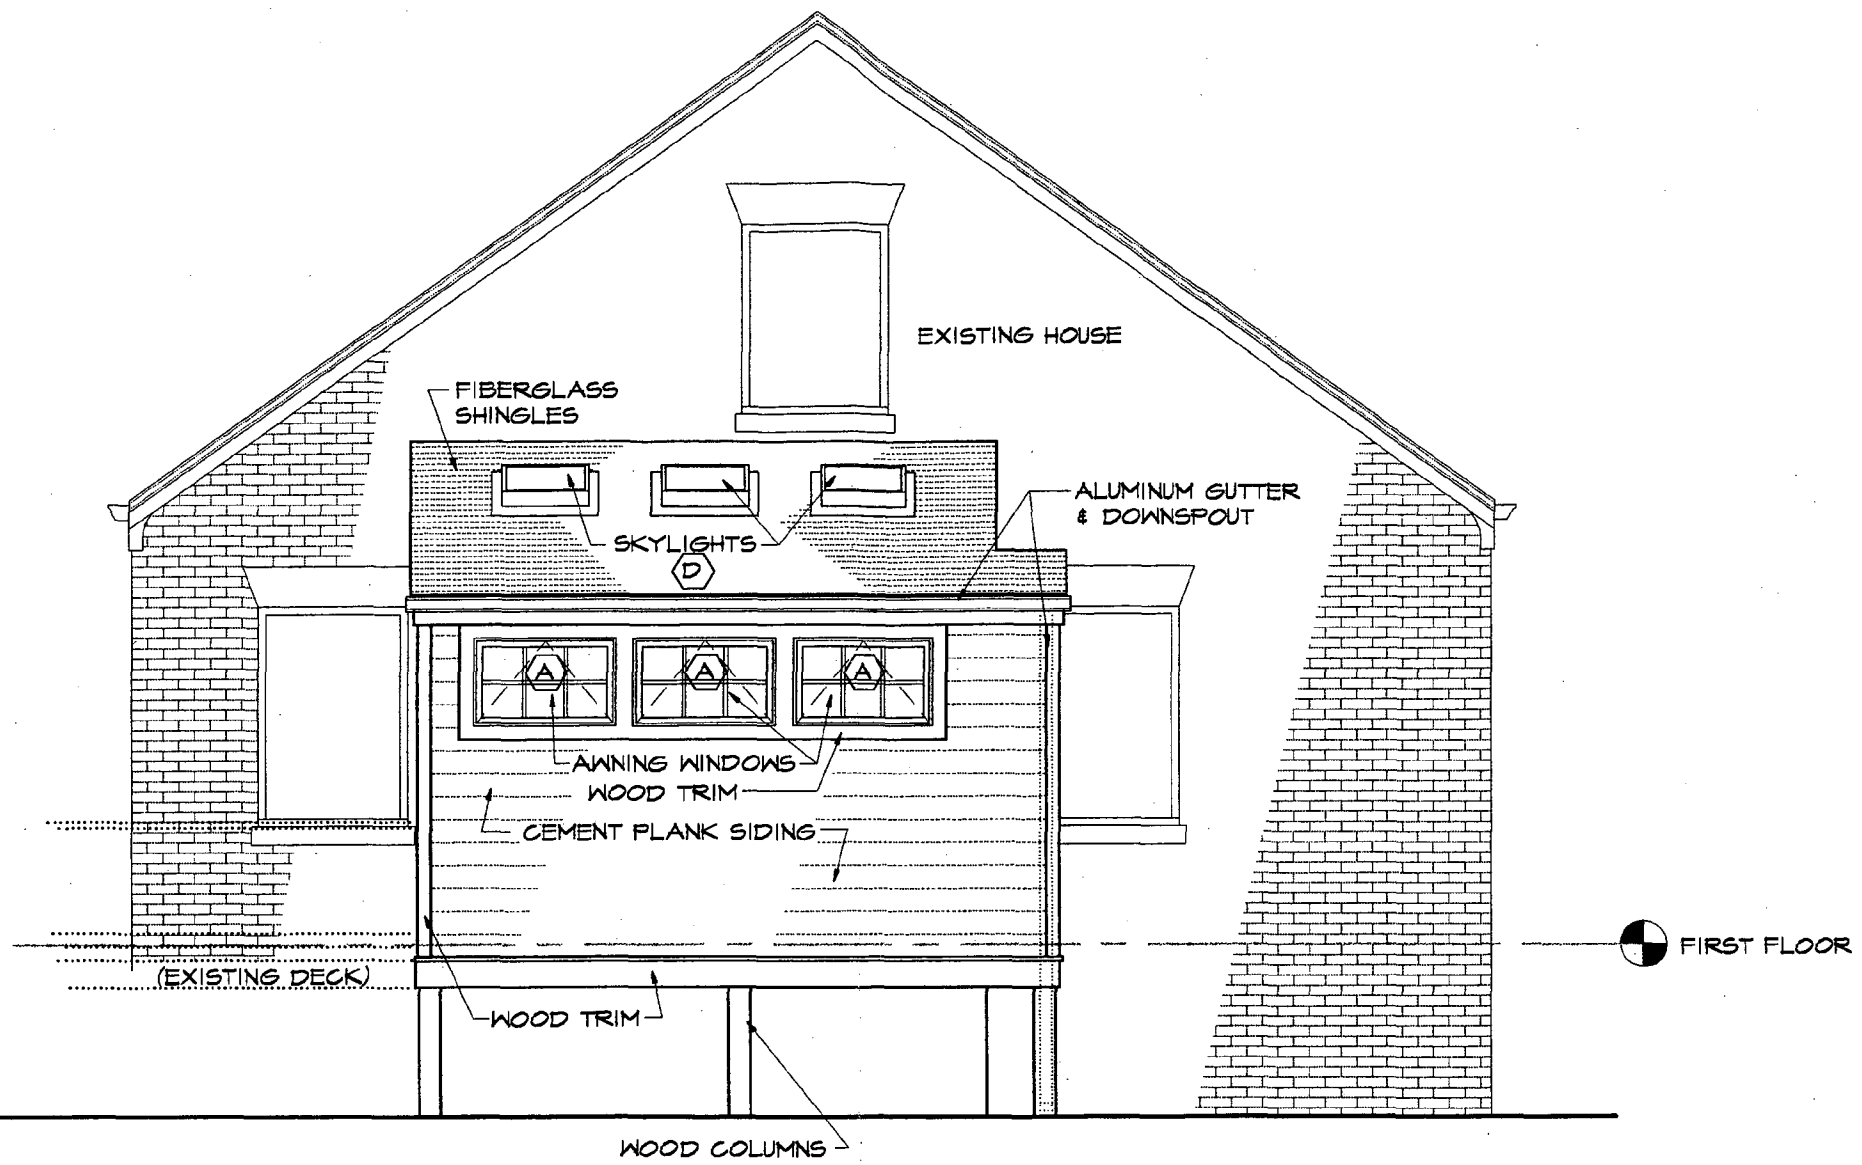 EXISTING HOUSE
FIBERGLASS
SHINGLES
ALUMINUM GUTTER
& DOWNSPOUT
SKYLIGHTS
D
A
A
A
AWNING WINDOWS
WOOD TRIM
CEMENT PLANK SIDING
FIRST FLOOR
(EXISTING DECK)
WOOD TRIM
WOOD COLUMNS